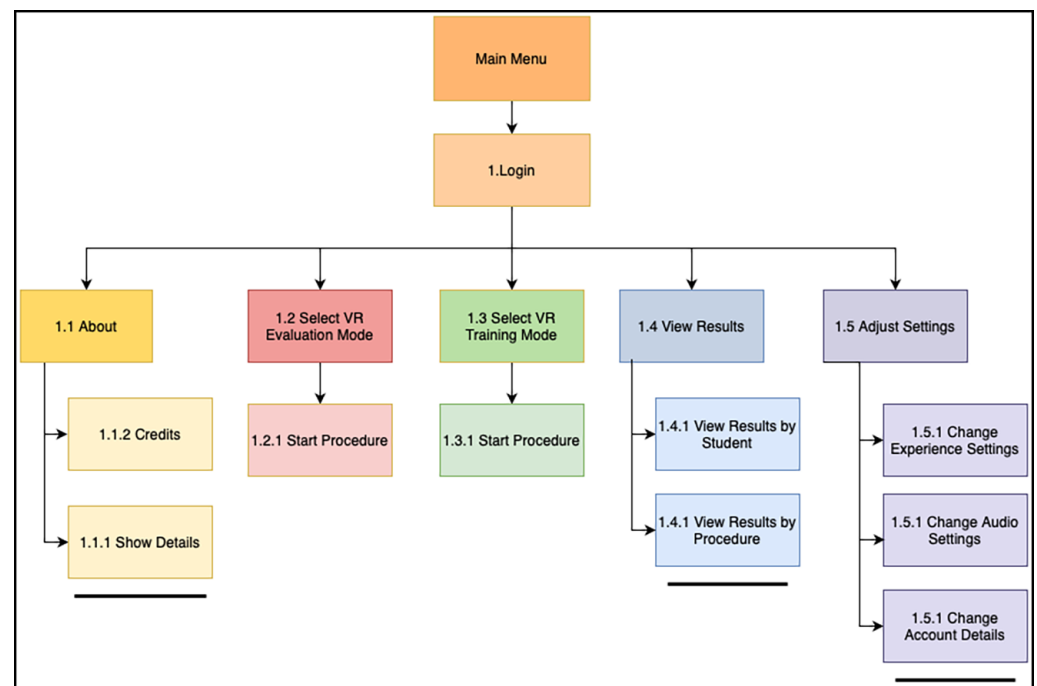 Main Menu
1.Login
1.1 About
1.2 Select VR
Evaluation Mode
1.3 Select VR
Training Mode
1.4 View Results
1.5 Adjust Settings
1.1.2 Credits
1.1.1 Show Details
1.2.1 Start Procedure
1.3.1 Start Procedure
1.4.1 View Results by
Student
1.4.1 View Results by
Procedure
1.5.1 Change
Experience Settings
1.5.1 Change Audio
Settings
1.5.1 Change
Account Details